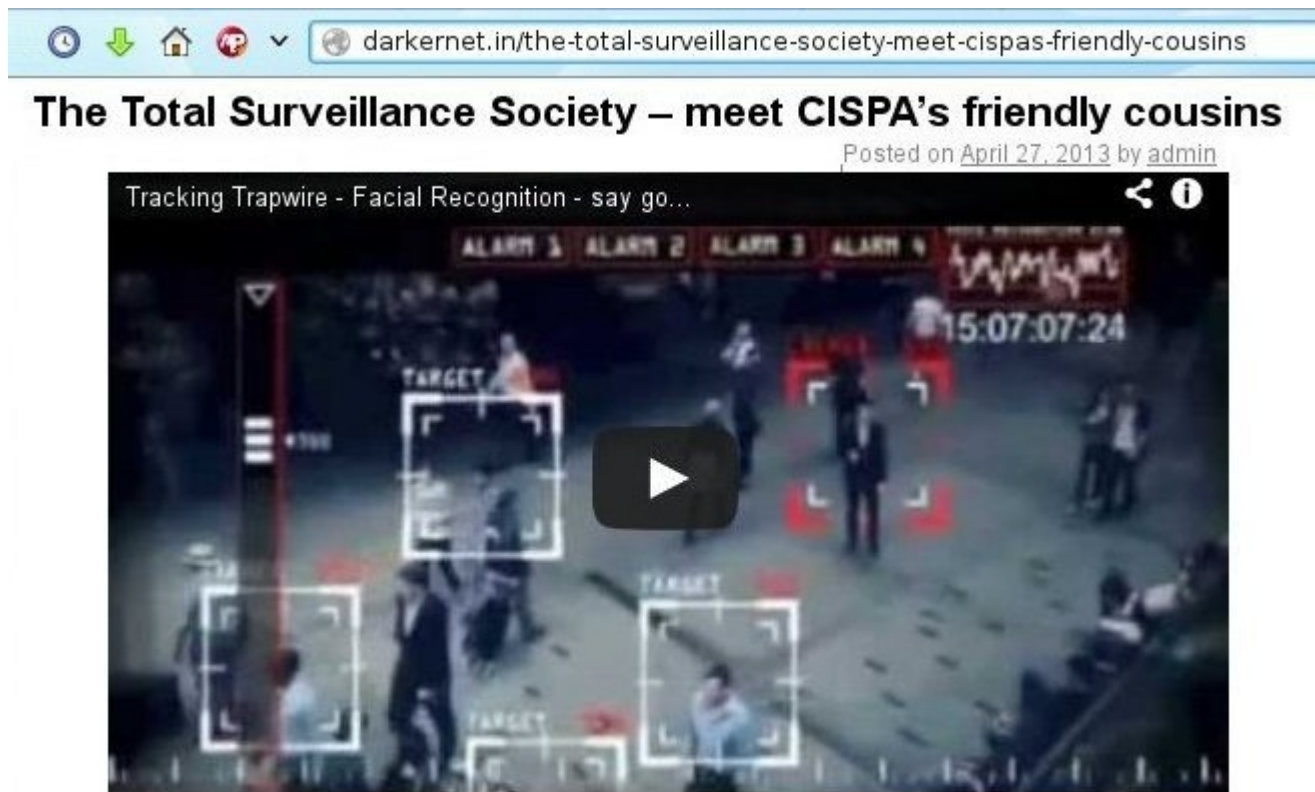 darkernet.in/the-total-surveillance-society-meet-cispas-friendly-cousins
The Total Surveillance Society – meet CISPA's friendly cousins
Posted on April 27, 2013 by admin
Tracking Trapwire - Facial Recognition - say go...
ALARM 1 ALARM 2 ALARM 3 ALARM 4
15:07:07:24
TARGET
TARGET
TARGET